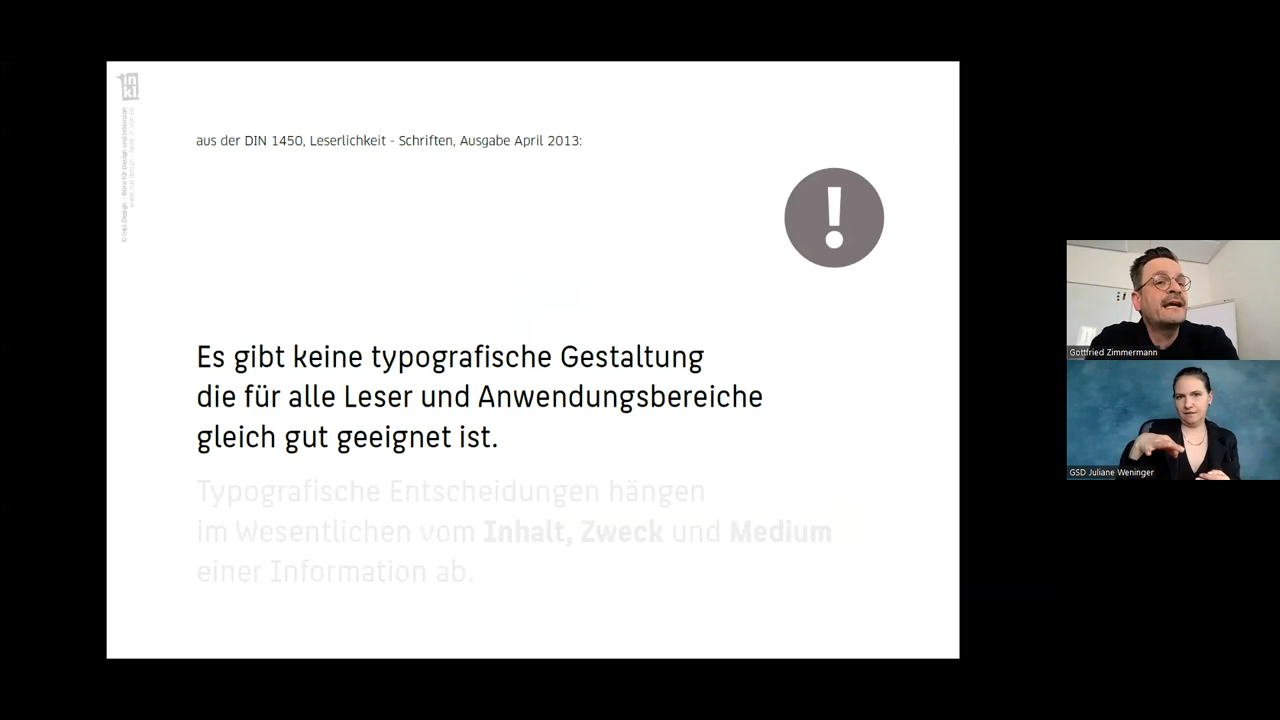 inkl.
aus der DIN 1450, Leserlichkeit - Schriften, Ausgabe April 2013:
!
Es gibt keine typografische Gestaltung
die für alle Leser und Anwendungsbereiche
gleich gut geeignet ist.
Typografische Entscheidungen hängen
im Wesentlichen vom Inhalt, Zweck und Medium
einer Information ab.
Gottfried Zimmermann
GSD Juliane Weninger